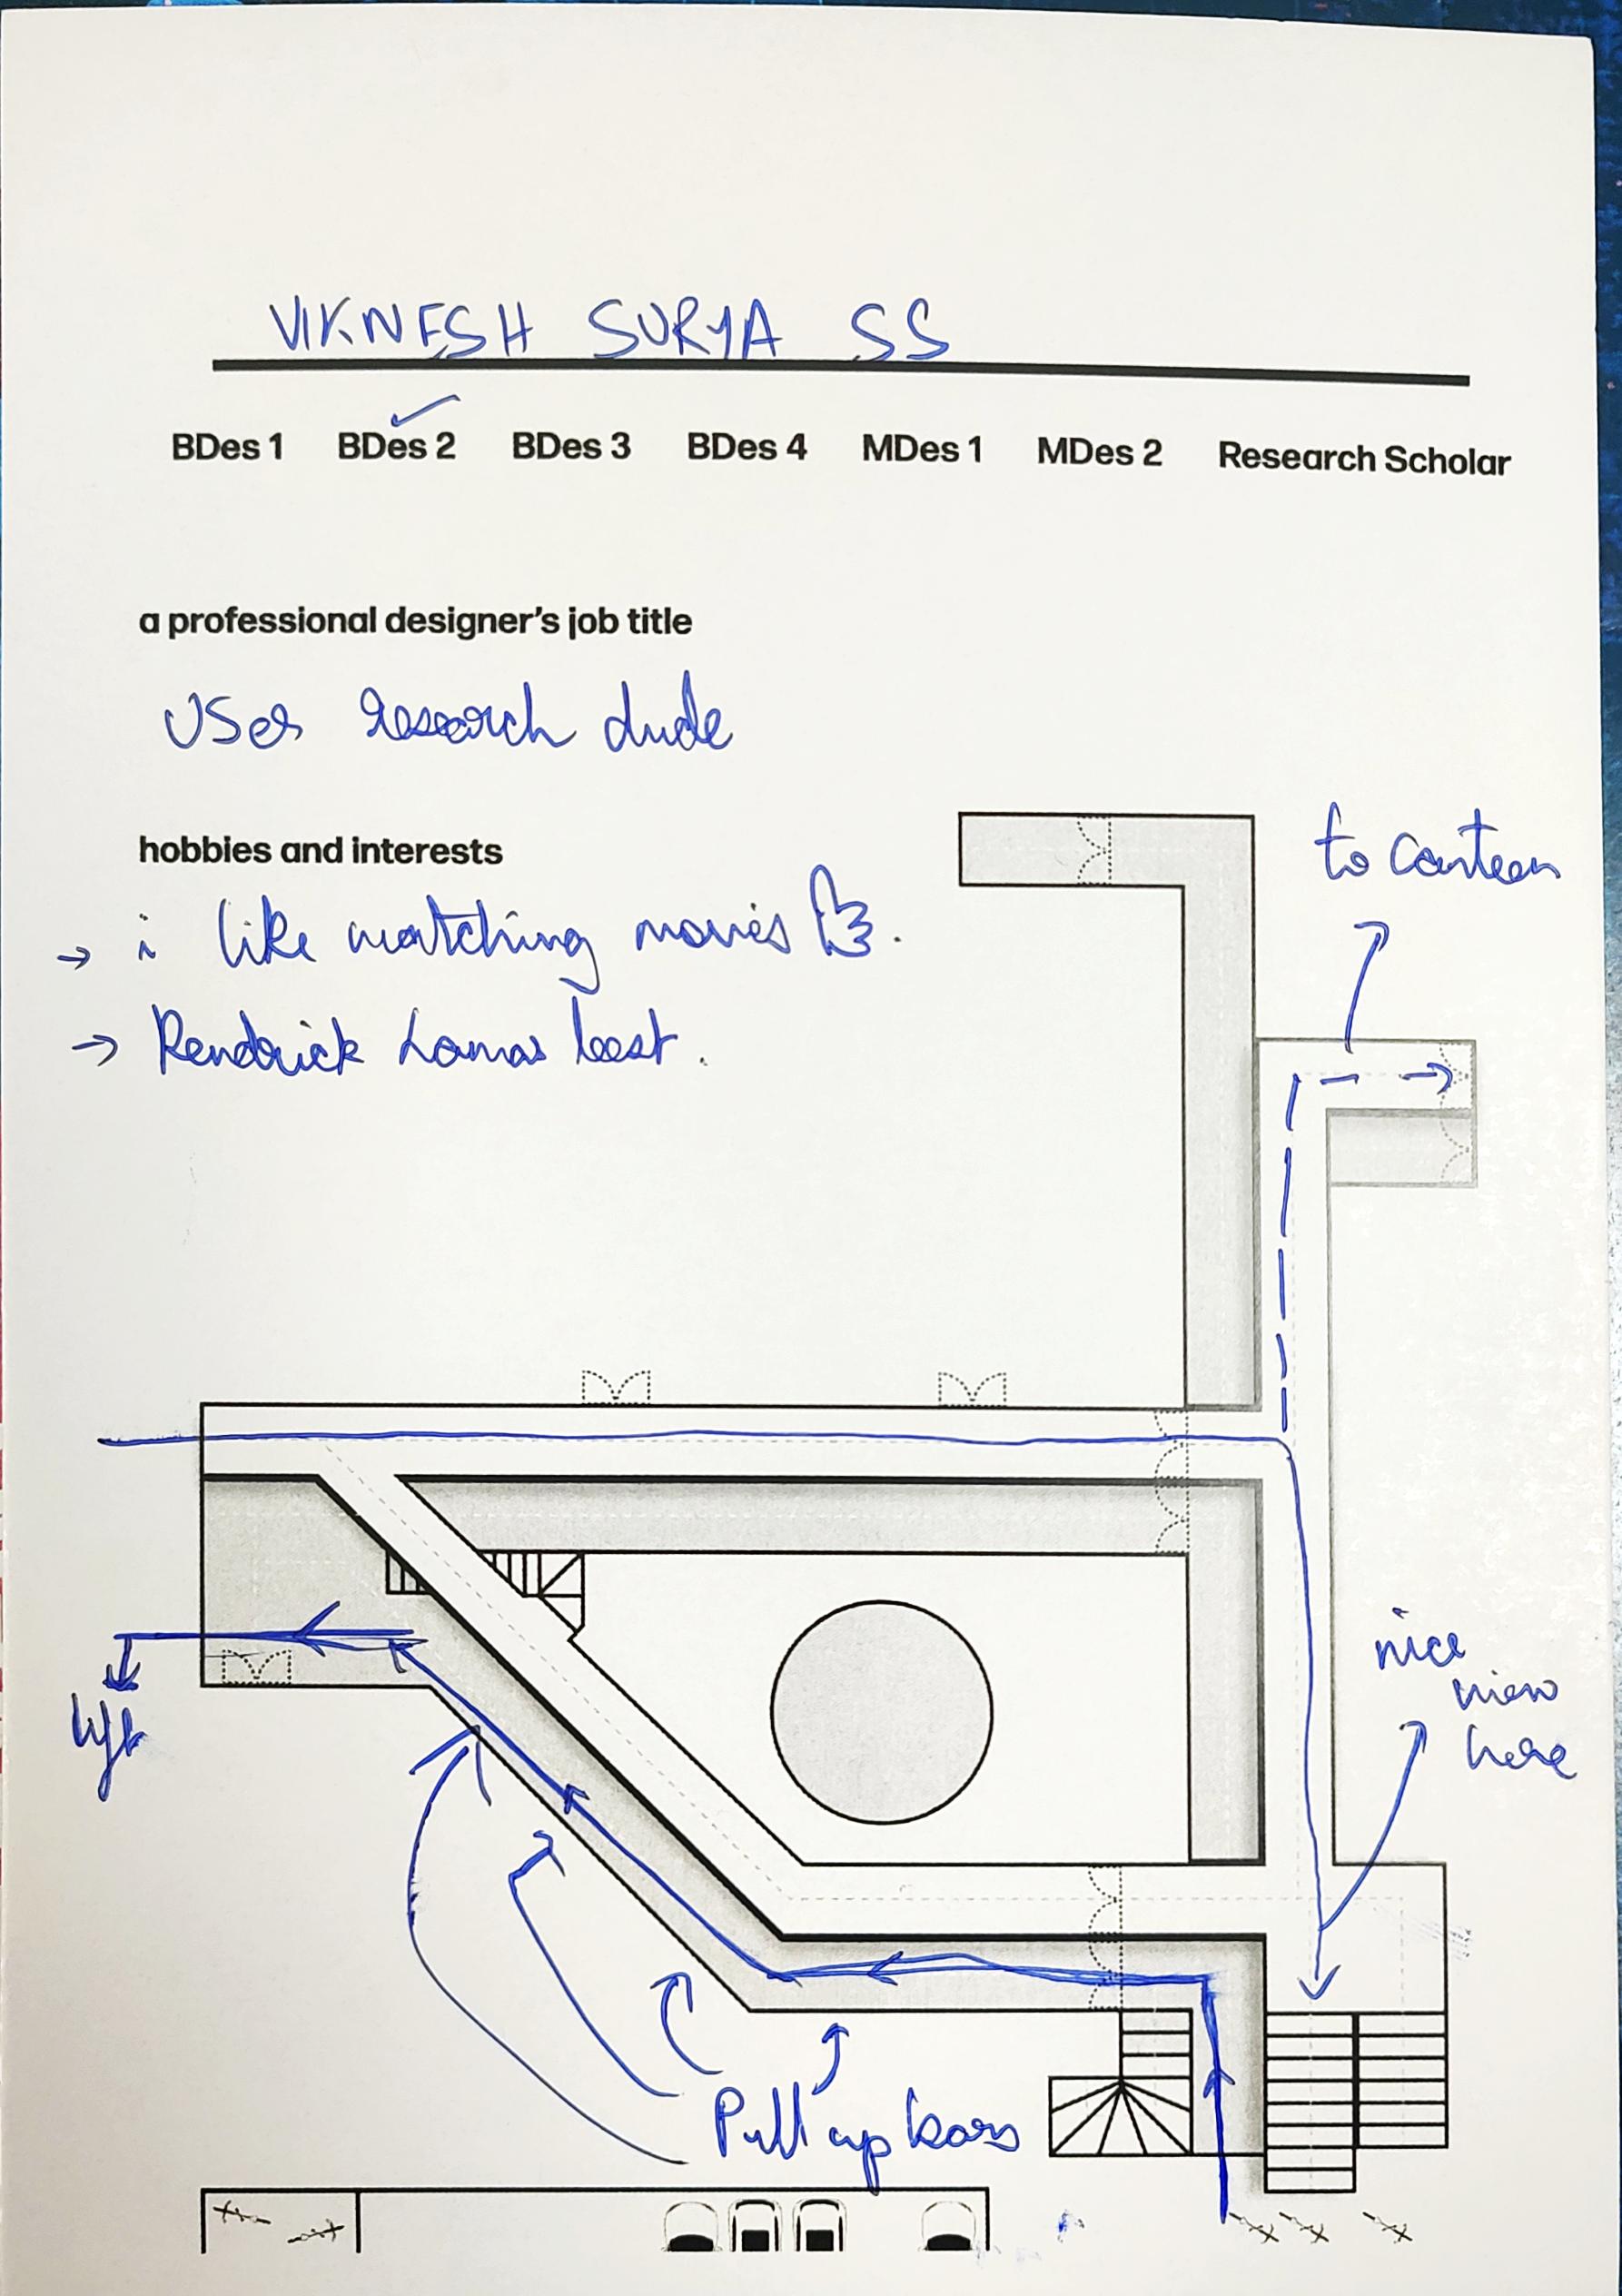 VIKNESH SURYA SS
BDes 1 BDes 2 BDes 3 BDes 4 MDes 1 MDes 2 Research Scholar
a professional designer's job title
User research dude
hobbies and interests
→ i like watching movies
→ Kendrick Lamar best.
to canteen
nice
view
here
lift
Pull up bars